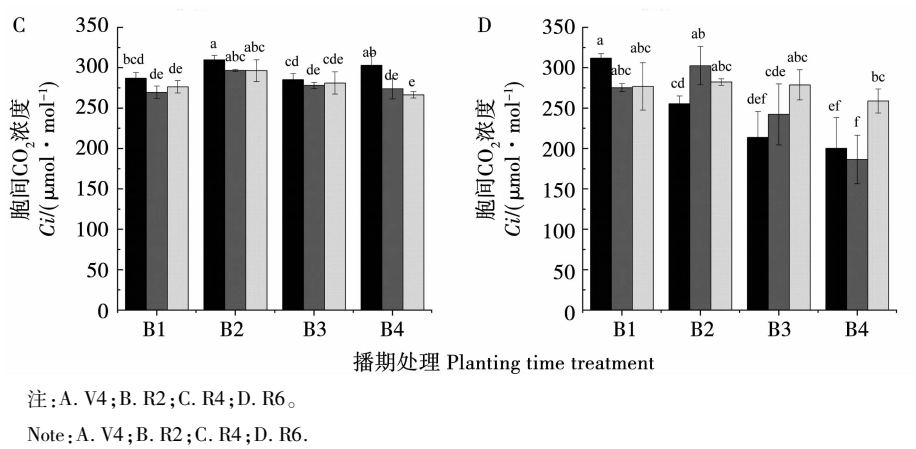 C
350
300
250
200
150
100
50
0
胞间CO2浓度
Ci/(μmol·mol-1)
bcd de de
a abc abc
cd de cde
ab de e
B1 B2 B3 B4
D
350
300
250
200
150
100
50
0
胞间CO2浓度
Ci/(μmol·mol-1)
a abc abc
cd ab abc
def cde abc
ef f bc
B1 B2 B3 B4
播期处理 Planting time treatment
注:A. V4;B. R2;C. R4;D. R6。
Note:A. V4;B. R2;C. R4;D. R6.